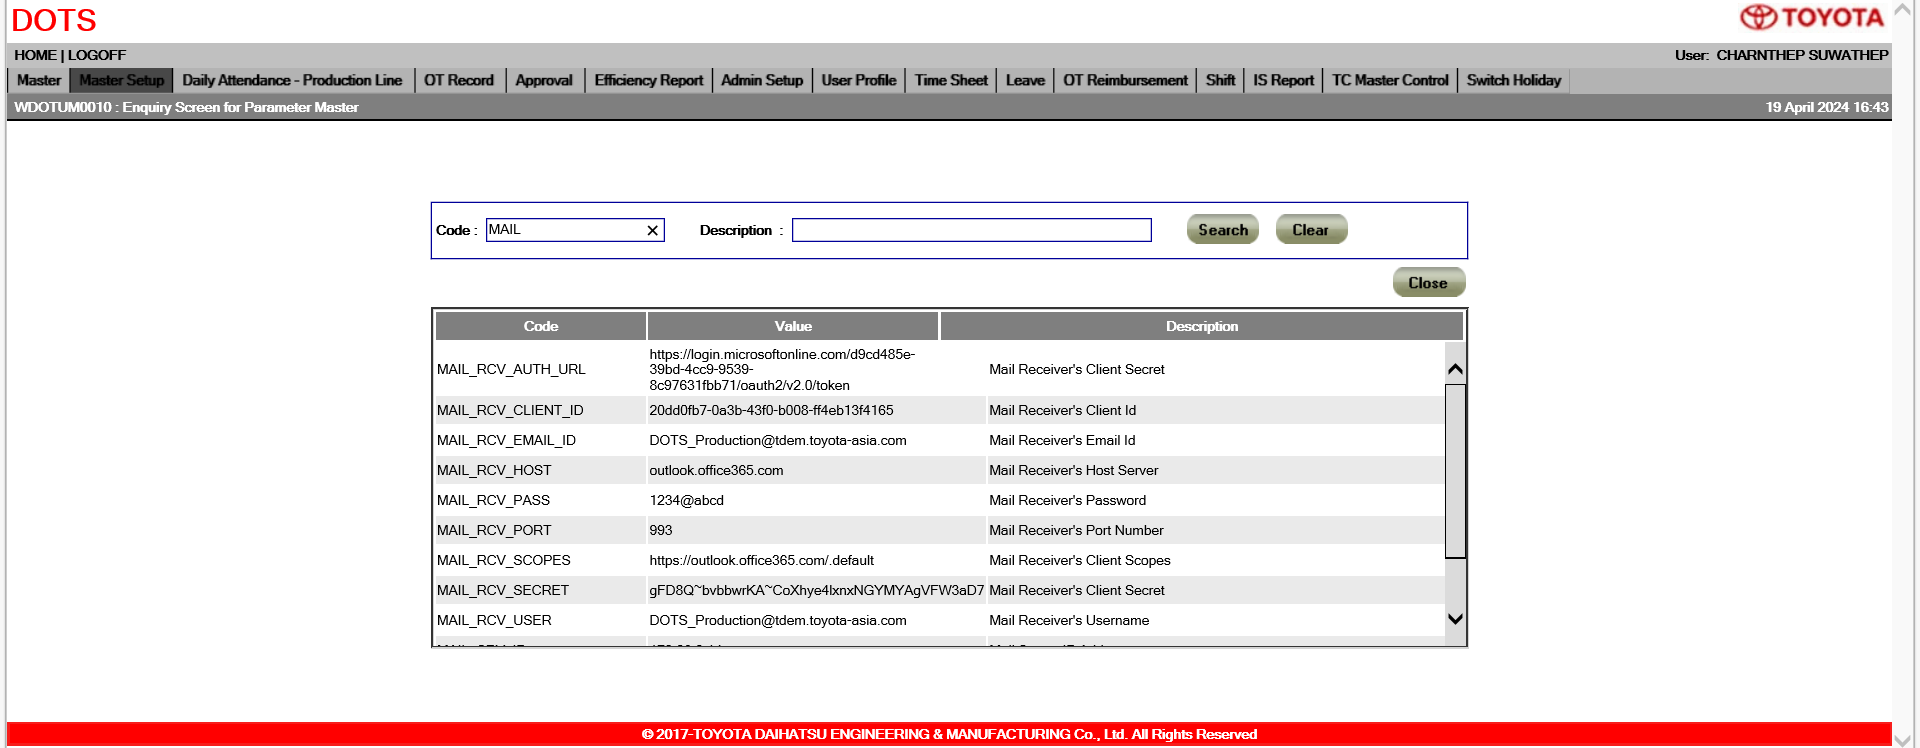 DOTS
TOYOTA
HOME | LOGOFF
User: CHARNTHEP SUWATHEP
Master Master Setup Daily Attendance - Production Line OT Record Approval Efficiency Report Admin Setup User Profile Time Sheet Leave OT Reimbursement Shift IS Report TC Master Control Switch Holiday
WDOTUM0010 : Enquiry Screen for Parameter Master
19 April 2024 16:43
Code : MAIL Description : Search Clear
Close
Code Value Description
MAIL_RCV_AUTH_URL https://login.microsoftonline.com/d9cd485e-
39bd-4cc9-9539-
8c97631fbb71/oauth2/v2.0/token Mail Receiver's Client Secret
MAIL_RCV_CLIENT_ID 20dd0fb7-0a3b-43f0-b008-ff4eb13f4165 Mail Receiver's Client Id
MAIL_RCV_EMAIL_ID DOTS_Production@tdem.toyota-asia.com Mail Receiver's Email Id
MAIL_RCV_HOST outlook.office365.com Mail Receiver's Host Server
MAIL_RCV_PASS 1234@abcd Mail Receiver's Password
MAIL_RCV_PORT 993 Mail Receiver's Port Number
MAIL_RCV_SCOPES https://outlook.office365.com/.default Mail Receiver's Client Scopes
MAIL_RCV_SECRET gFD8Q~bvbbwrKA~CoXhye4lxnxNGYMYAgVFW3aD7 Mail Receiver's Client Secret
MAIL_RCV_USER DOTS_Production@tdem.toyota-asia.com Mail Receiver's Username
© 2017-TOYOTA DAIHATSU ENGINEERING & MANUFACTURING Co., Ltd. All Rights Reserved